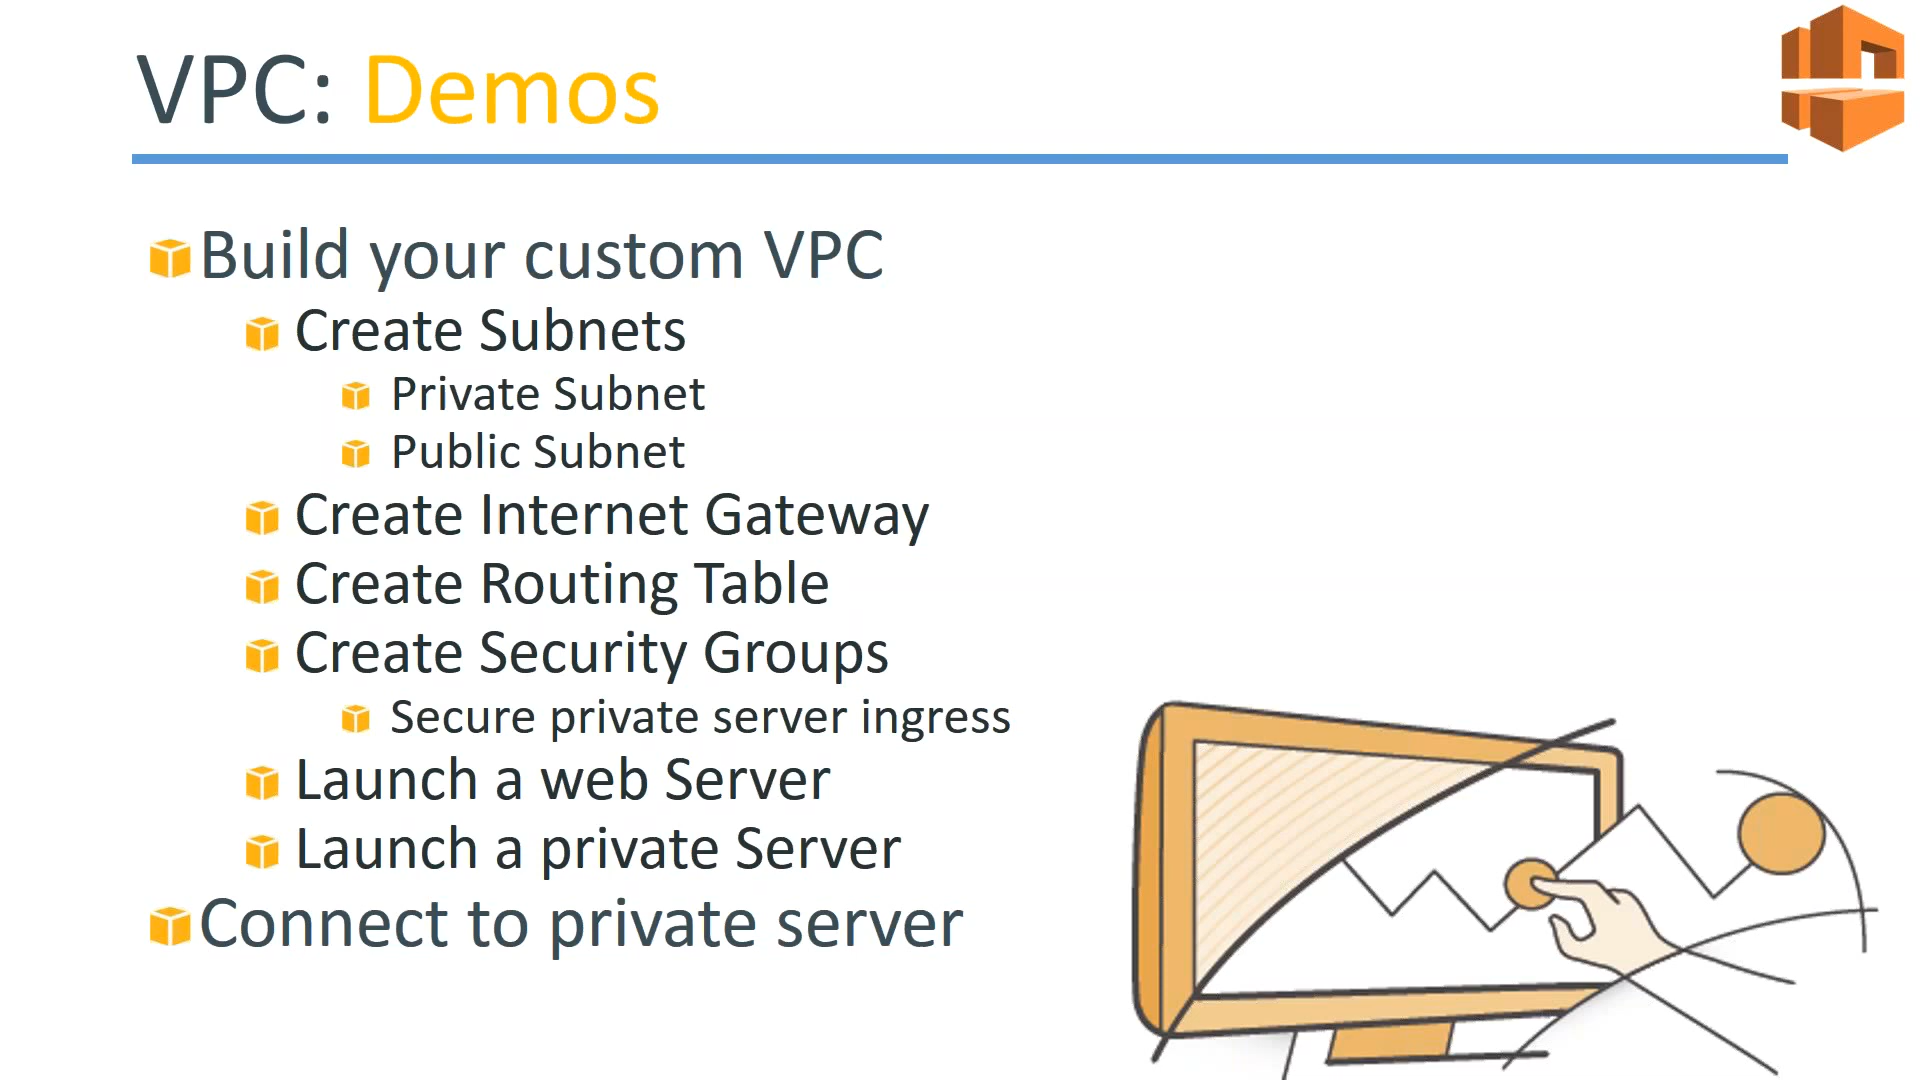 VPC: Demos
Build your custom VPC
Create Subnets
Private Subnet
Public Subnet
Create Internet Gateway
Create Routing Table
Create Security Groups
Secure private server ingress
Launch a web Server
Launch a private Server
Connect to private server